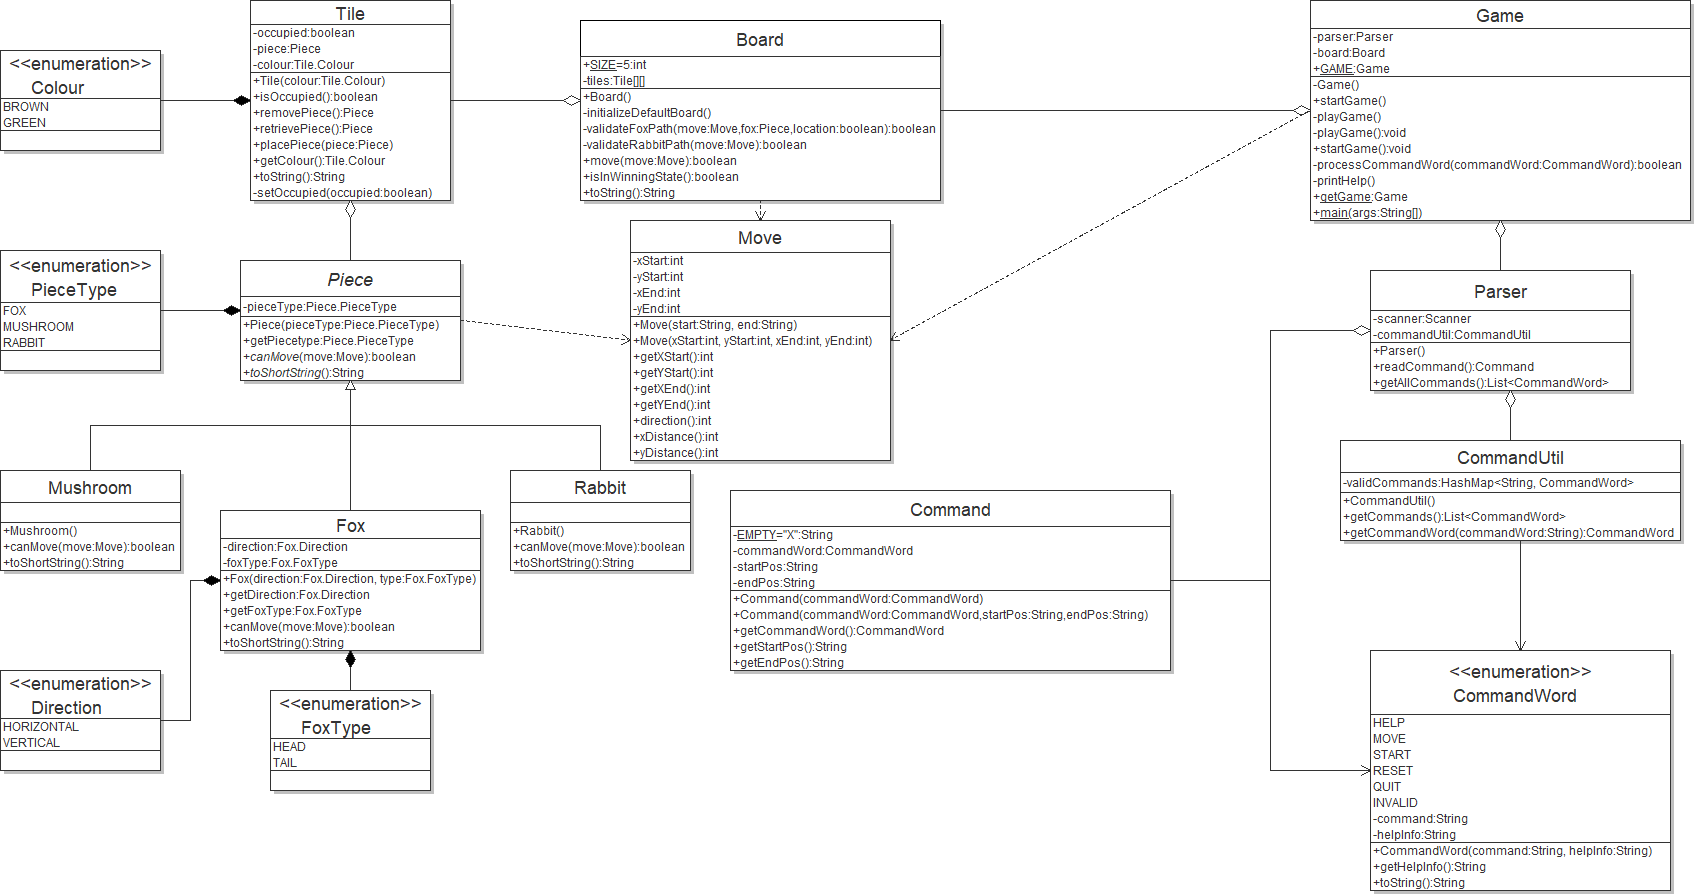 <<enumeration>>
Colour
BROWN
GREEN
Tile
-occupied:boolean
-piece:Piece
-colour:Tile.Colour
+Tile(colour:Tile.Colour)
+isOccupied():boolean
+removePiece():Piece
+retrievePiece():Piece
+placePiece(piece:Piece)
+getColour():Tile.Colour
+toString():String
-setOccupied(occupied:boolean)
Board
+SIZE=5:int
-tiles:Tile[][]
+Board()
-initializeDefaultBoard()
-validateFoxPath(move:Move,fox:Piece,location:boolean):boolean
-validateRabbitPath(move:Move):boolean
+move(move:Move):boolean
+isInWinningState():boolean
+toString():String
Game
-parser:Parser
-board:Board
+GAME:Game
-Game()
+startGame()
-playGame()
-playGame():void
+startGame():void
-processCommandWord(commandWord:CommandWord):boolean
-printHelp()
+getGame:Game
+main(args:String[])
<<enumeration>>
PieceType
FOX
MUSHROOM
RABBIT
Piece
-pieceType:Piece.PieceType
+Piece(pieceType:Piece.PieceType)
+getPiecetype:Piece.PieceType
+canMove(move:Move):boolean
+toShortString():String
Move
-xStart:int
-yStart:int
-xEnd:int
-yEnd:int
+Move(start:String, end:String)
+Move(xStart:int, yStart:int, xEnd:int, yEnd:int)
+getXStart():int
+getYStart():int
+getXEnd():int
+getYEnd():int
+direction():int
+xDistance():int
+yDistance():int
Parser
-scanner:Scanner
-commandUtil:CommandUtil
+Parser()
+readCommand():Command
+getAllCommands():List<CommandWord>
CommandUtil
-validCommands:HashMap<String, CommandWord>
+CommandUtil()
+getCommands():List<CommandWord>
+getCommandWord(commandWord:String):CommandWord
Mushroom
+Mushroom()
+canMove(move:Move):boolean
+toShortString():String
Fox
-direction:Fox.Direction
-foxType:Fox.FoxType
+Fox(direction:Fox.Direction, type:Fox.FoxType)
+getDirection:Fox.Direction
+getFoxType:Fox.FoxType
+canMove(move:Move):boolean
+toShortString():String
Rabbit
+Rabbit()
+canMove(move:Move):boolean
+toShortString():String
Command
-EMPTY="X":String
-commandWord:CommandWord
-startPos:String
-endPos:String
+Command(commandWord:CommandWord)
+Command(commandWord:CommandWord,startPos:String,endPos:String)
+getCommandWord():CommandWord
+getStartPos():String
+getEndPos():String
<<enumeration>>
Direction
HORIZONTAL
VERTICAL
<<enumeration>>
FoxType
HEAD
TAIL
<<enumeration>>
CommandWord
HELP
MOVE
START
RESET
QUIT
INVALID
-command:String
-helpInfo:String
+CommandWord(command:String, helpInfo:String)
+getHelpInfo():String
+toString():String